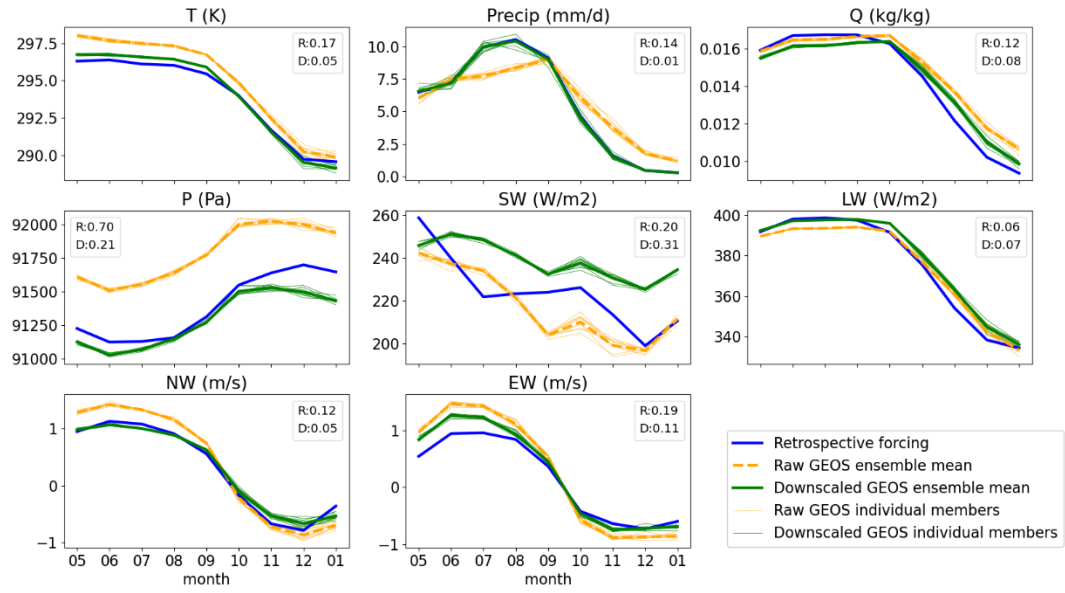 T (K)
Precip (mm/d)
Q (kg/kg)
297.5
295.0
292.5
290.0
R:0.17
D:0.05
10.0
7.5
5.0
2.5
0.0
R:0.14
D:0.01
0.016
0.014
0.012
0.010
R:0.12
D:0.08
P (Pa)
SW (W/m2)
LW (W/m2)
92000
91750
91500
91250
91000
R:0.70
D:0.21
260
240
220
200
R:0.20
D:0.31
400
380
360
340
R:0.06
D:0.07
NW (m/s)
EW (m/s)
1
0
−1
R:0.12
D:0.05
05 06 07 08 09 10 11 12 01
month
1
0
−1
R:0.19
D:0.11
05 06 07 08 09 10 11 12 01
month
Retrospective forcing
Raw GEOS ensemble mean
Downscaled GEOS ensemble mean
Raw GEOS individual members
Downscaled GEOS individual members